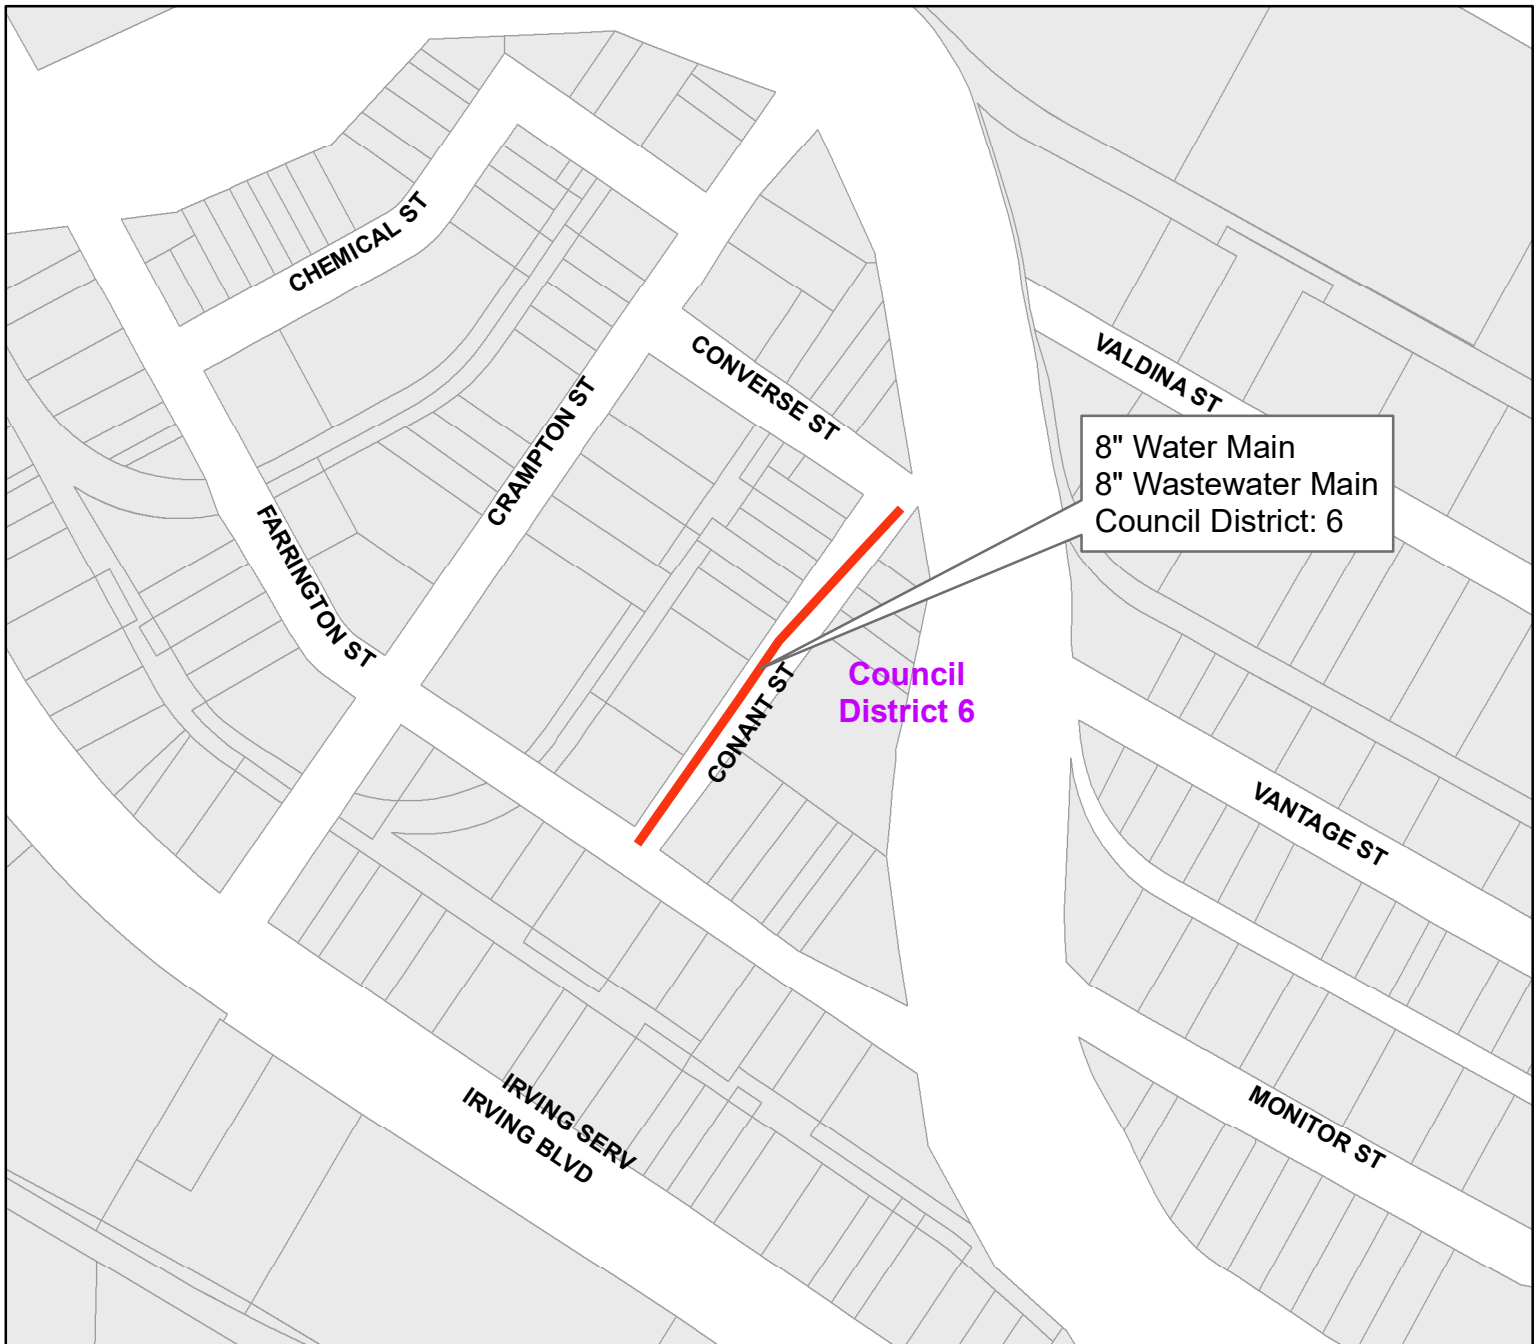 CHEMICAL ST
VALDINA ST
CONVERSE ST
CRAMPTON ST
8" Water Main
8" Wastewater Main
Council District: 6
FARRINGTON ST
Council
District 6
CONANT ST
VANTAGE ST
MONITOR ST
IRVING SERV
IRVING BLVD